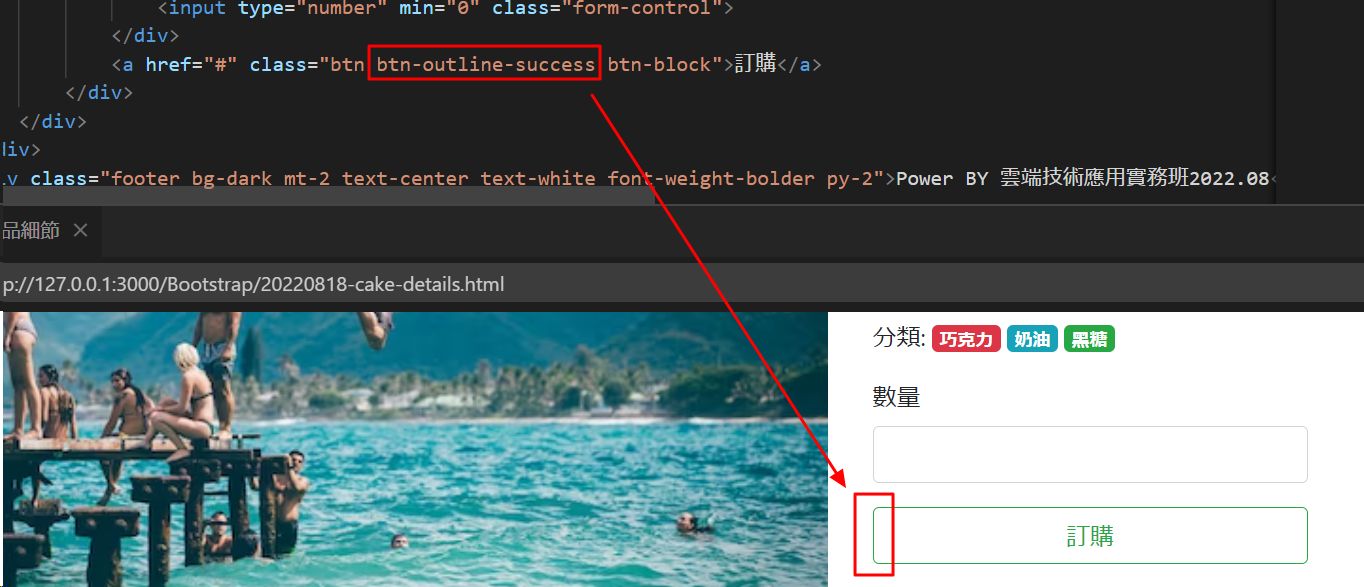 <input type="number" min="0" class="form-control">
</div>
<a href="#" class="btn btn-outline-success btn-block">訂購</a>
</div>
</div>
div>
v class="footer bg-dark mt-2 text-center text-white font-weight-bolder py-2">Power BY 雲端技術應用實務班2022.08<
品細節 ×
p://127.0.0.1:3000/Bootstrap/20220818-cake-details.html
分類: 巧克力 奶油 黑糖
數量
訂購